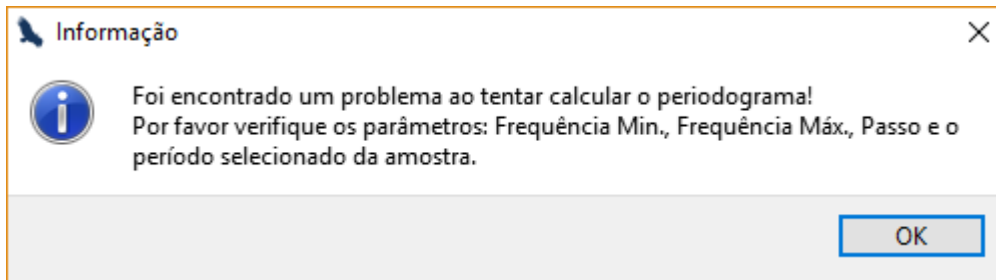 Informação
Foi encontrado um problema ao tentar calcular o periodograma!
Por favor verifique os parâmetros: Frequência Min., Frequência Máx., Passo e o
período selecionado da amostra.
OK